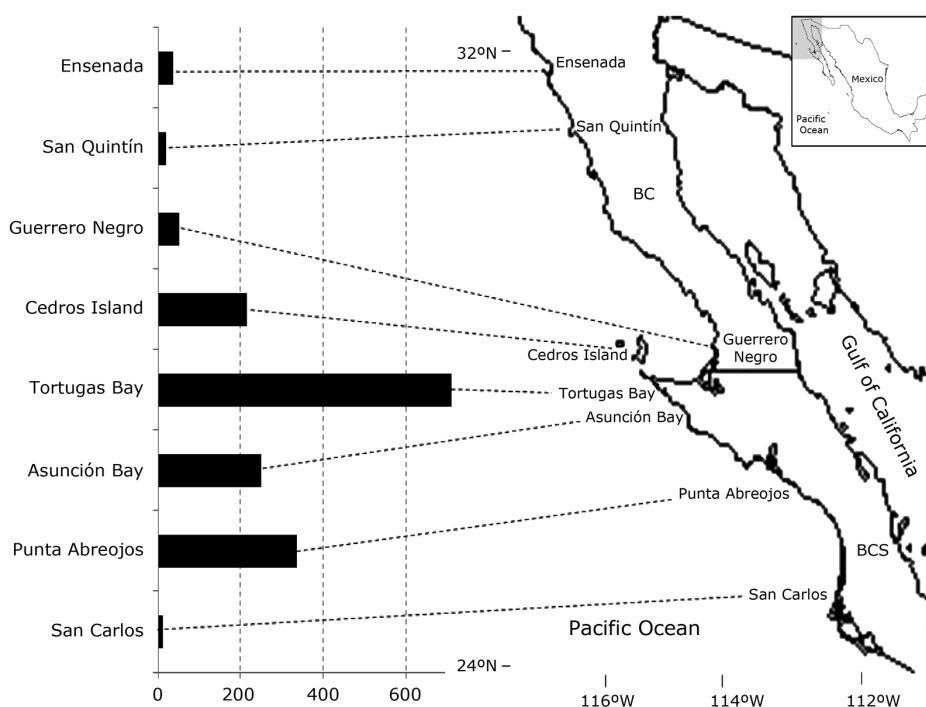 Ensenada
San Quintín
Guerrero Negro
Cedros Island
Tortugas Bay
Asunción Bay
Punta Abreojos
San Carlos
0 200 400 600
32ºN
24ºN
116ºW 114ºW 112ºW
Ensenada
San Quintín
BC
Guerrero
Negro
Cedros Island
Tortugas Bay
Asunción Bay
Punta Abreojos
BCS
San Carlos
Pacific Ocean
Gulf of California
Mexico
Pacific
Ocean